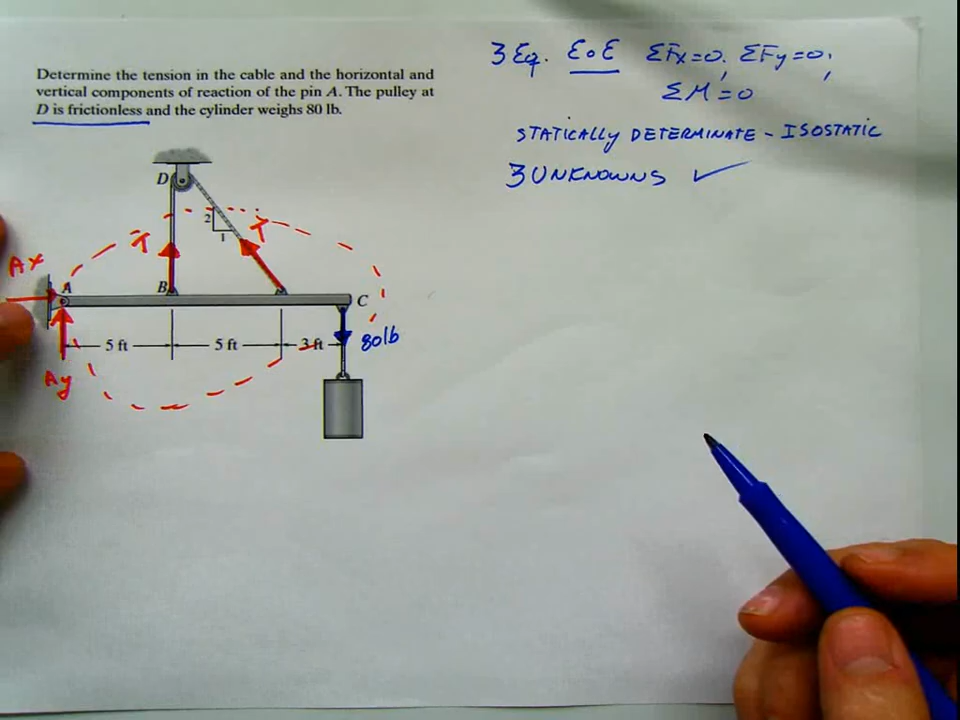 Determine the tension in the cable and the horizontal and
vertical components of reaction of the pin A. The pulley at
D is frictionless and the cylinder weighs 80 lb.
3 Eq. EoE ΣFx=0, ΣFy=0,
ΣM=0
STATICALLY DETERMINATE - ISOSTATIC
3 UNKNOWNS ✓
D
2
1
T
T
Ax
A
B
C
5 ft
5 ft
3 ft
80lb
Ay